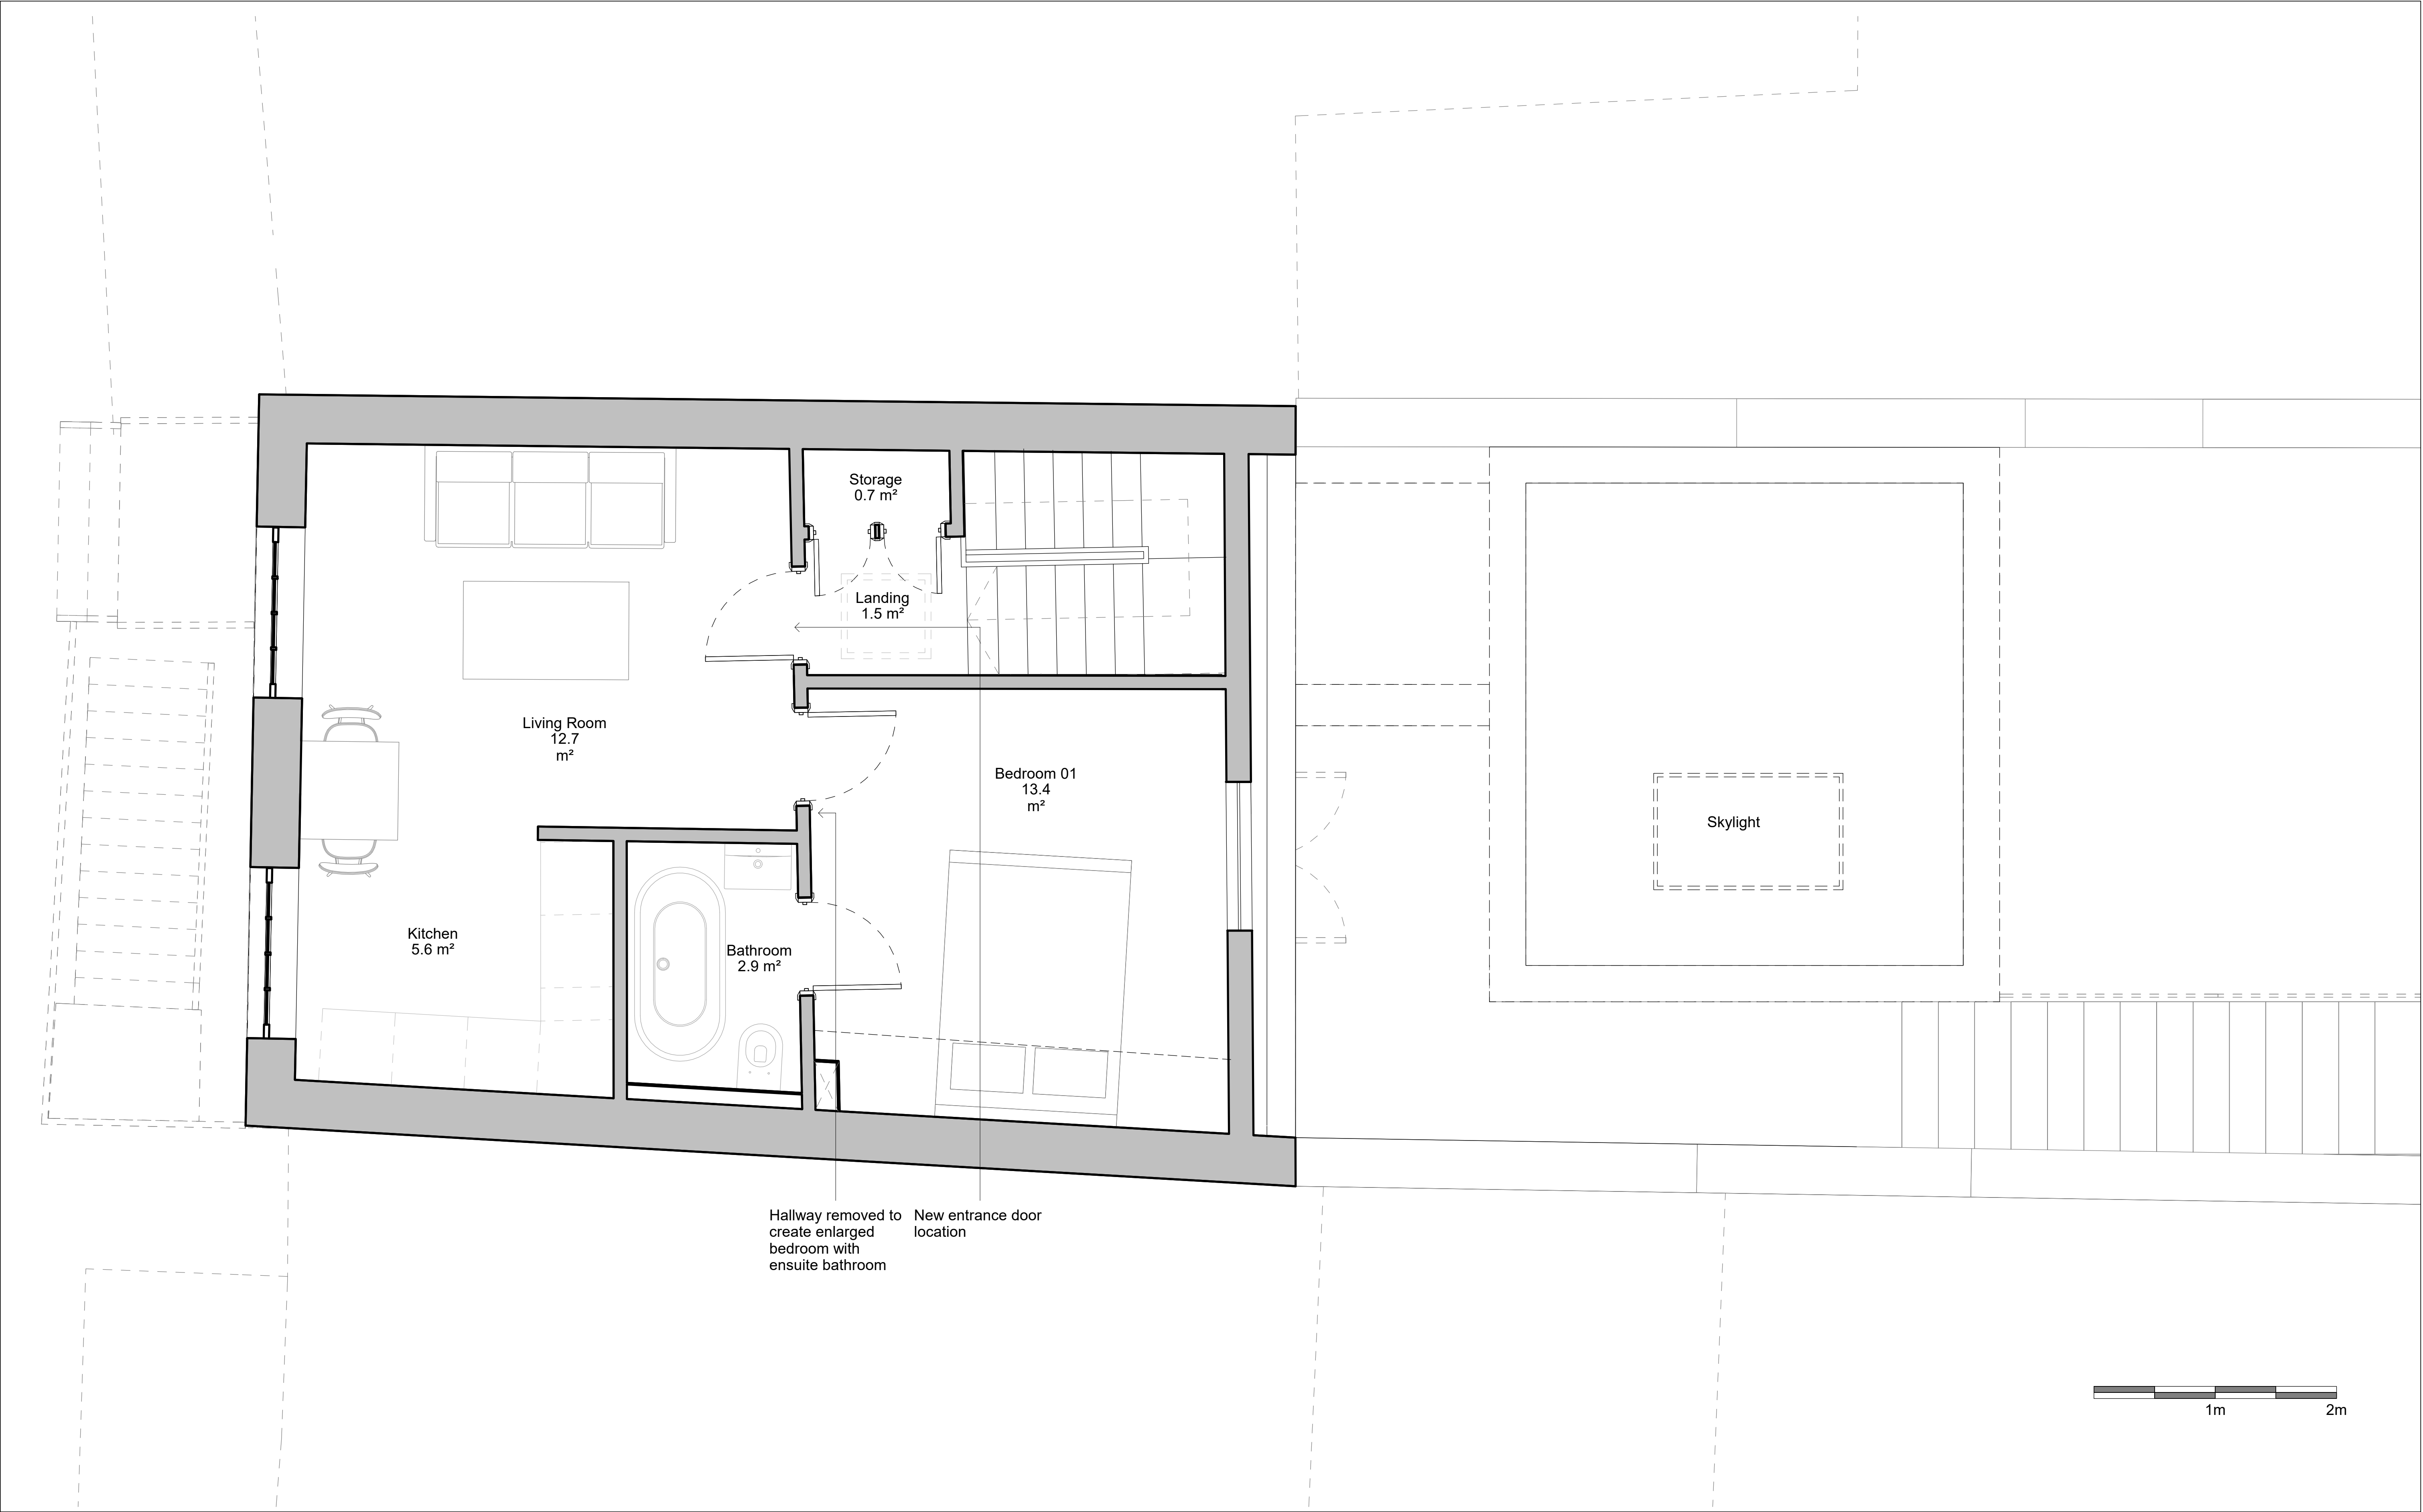 Storage
0.7 m²
Landing
1.5 m²
Living Room
12.7
m²
Bedroom 01
13.4
m²
Skylight
Kitchen
5.6 m²
Bathroom
2.9 m²
Hallway removed to
create enlarged
bedroom with
ensuite bathroom
New entrance door
location
1m
2m